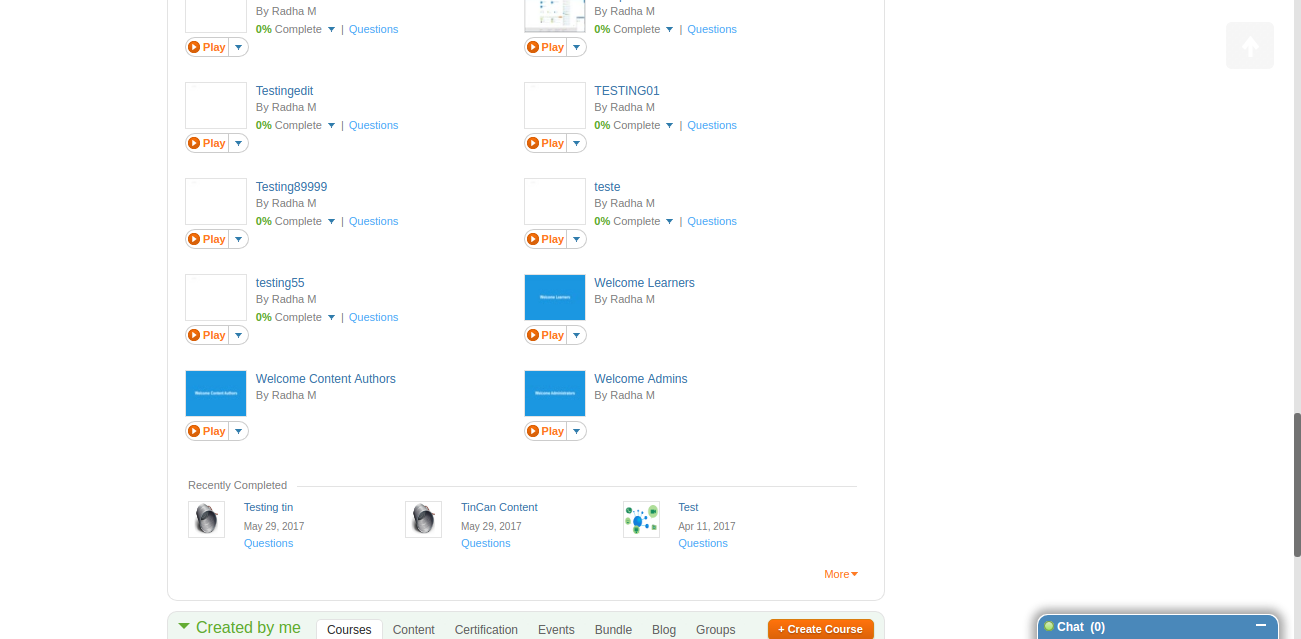 By Radha M
0% Complete | Questions
Play
By Radha M
0% Complete | Questions
Play
Testingedit
By Radha M
0% Complete | Questions
Play
TESTING01
By Radha M
0% Complete | Questions
Play
Testing89999
By Radha M
0% Complete | Questions
Play
teste
By Radha M
0% Complete | Questions
Play
testing55
By Radha M
0% Complete | Questions
Play
Welcome Learners
Welcome Learners
By Radha M
Play
Welcome Content Authors
Welcome Content Authors
By Radha M
Play
Welcome Administrators
Welcome Admins
By Radha M
Play
Recently Completed
Testing tin
May 29, 2017
Questions
TinCan Content
May 29, 2017
Questions
Test
Apr 11, 2017
Questions
More
Created by me
Courses Content Certification Events Bundle Blog Groups
+ Create Course
Chat (0)